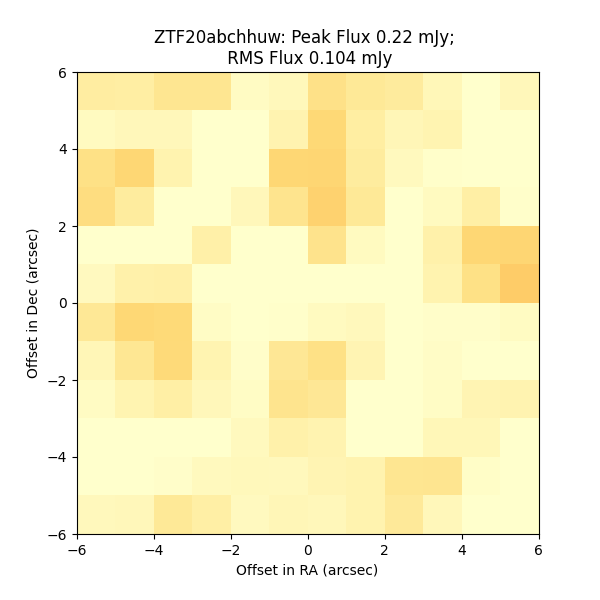 ZTF20abchhuw: Peak Flux 0.22 mJy;
RMS Flux 0.104 mJy
6
4
2
0
−2
−4
−6
Offset in Dec (arcsec)
−6 −4 −2 0 2 4 6
Offset in RA (arcsec)